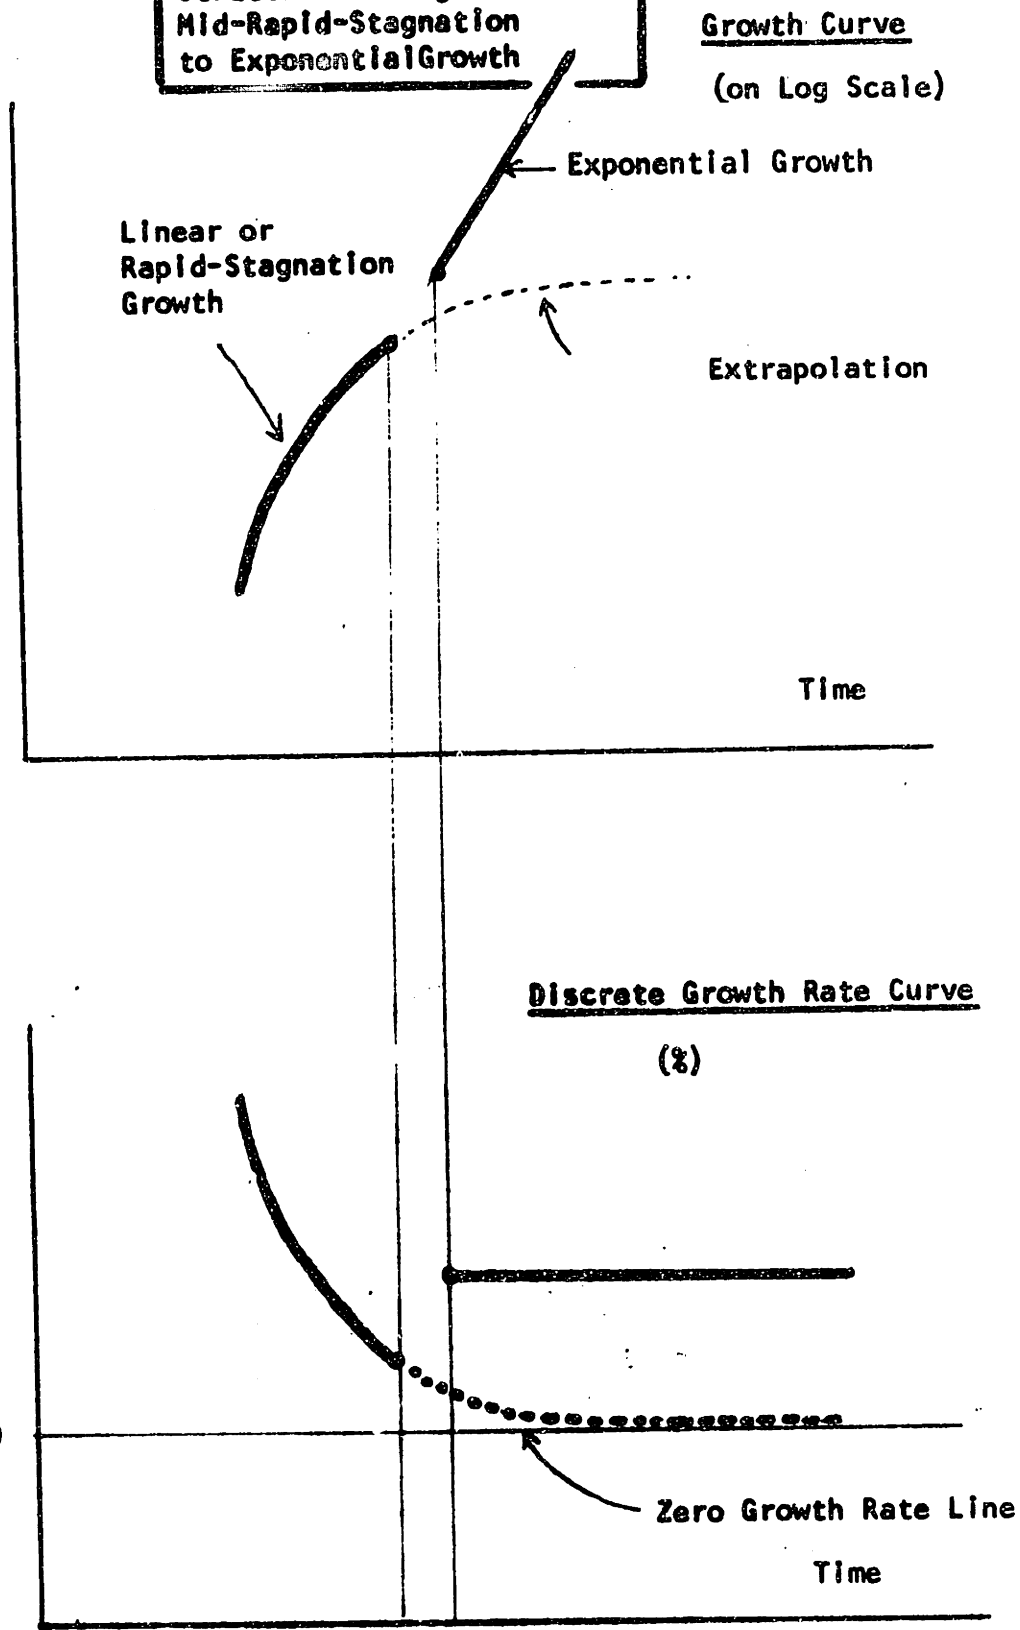 Mid-Rapid-Stagnation
to ExponentialGrowth
Growth Curve
(on Log Scale)
Exponential Growth
Linear or
Rapid-Stagnation
Growth
Extrapolation
Time
Discrete Growth Rate Curve
(%)
Zero Growth Rate Line
Time